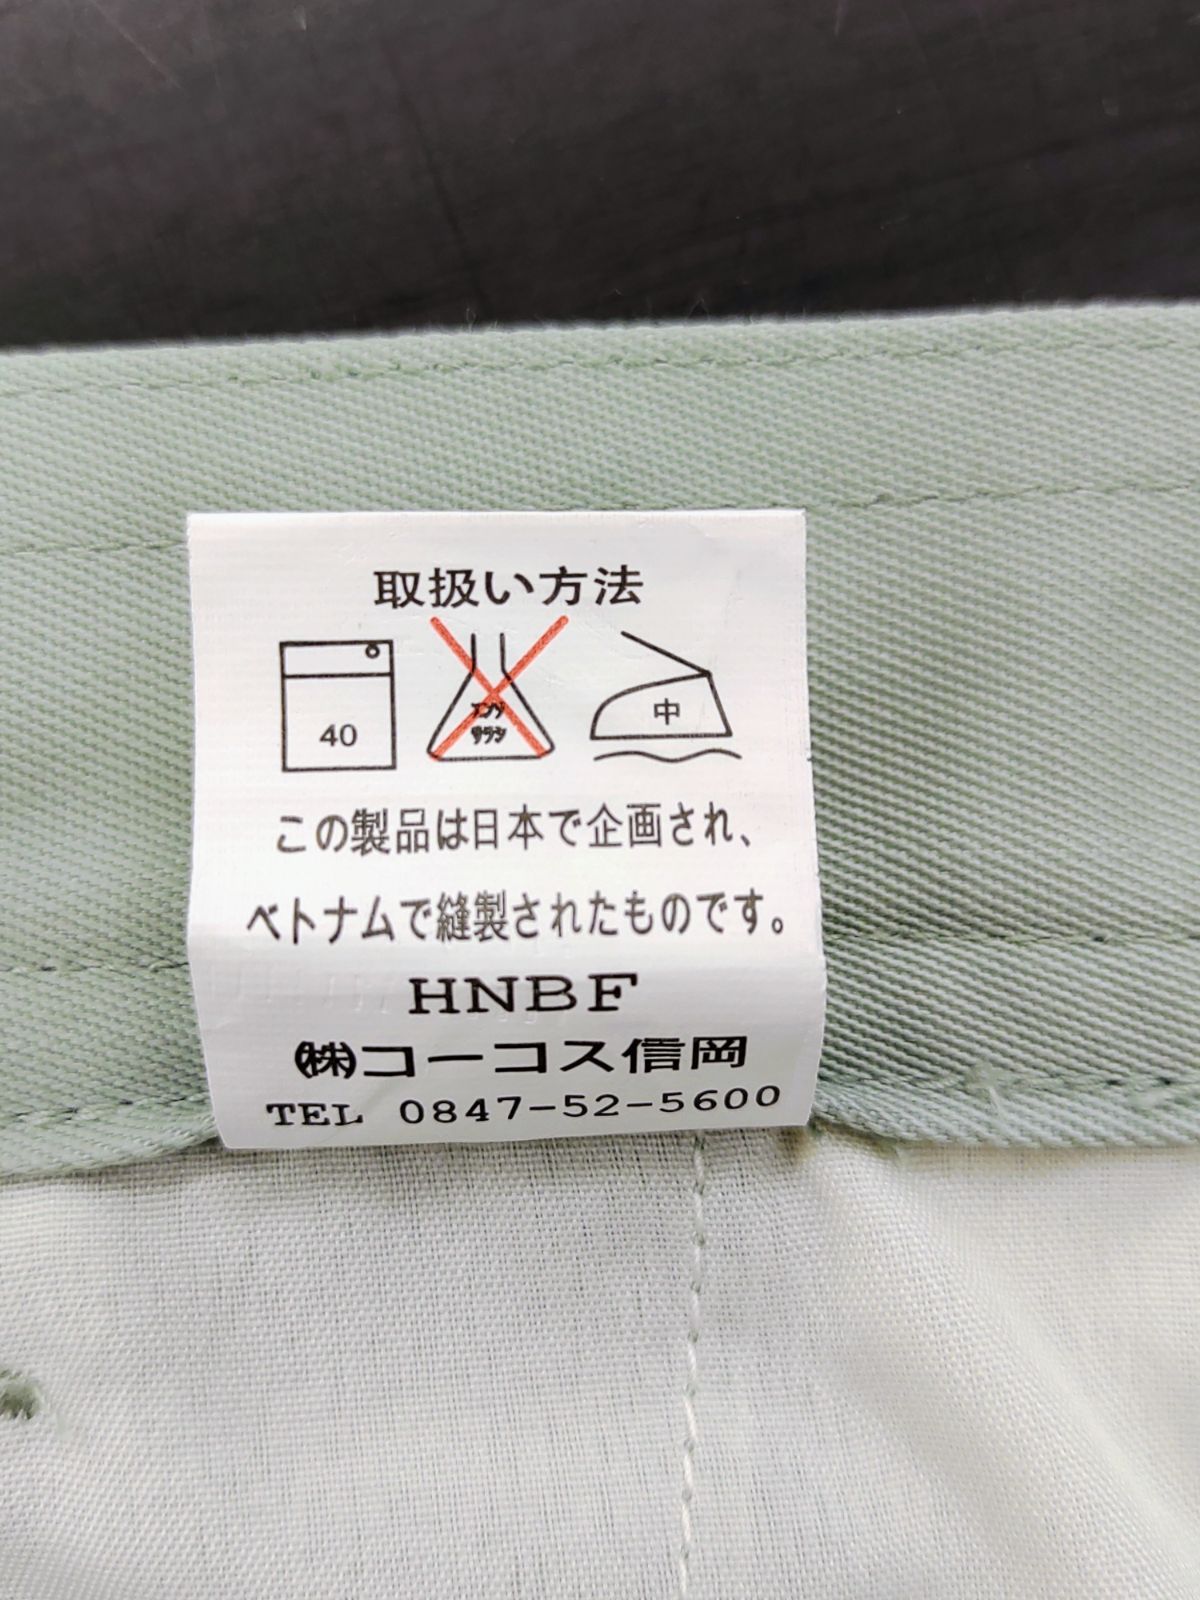 取扱い方法
40
エンソ
サラシ
中
この製品は日本で企画され、
ベトナムで縫製されたものです。
HNBF
㈱コーコス信岡
TEL 0847-52-5600